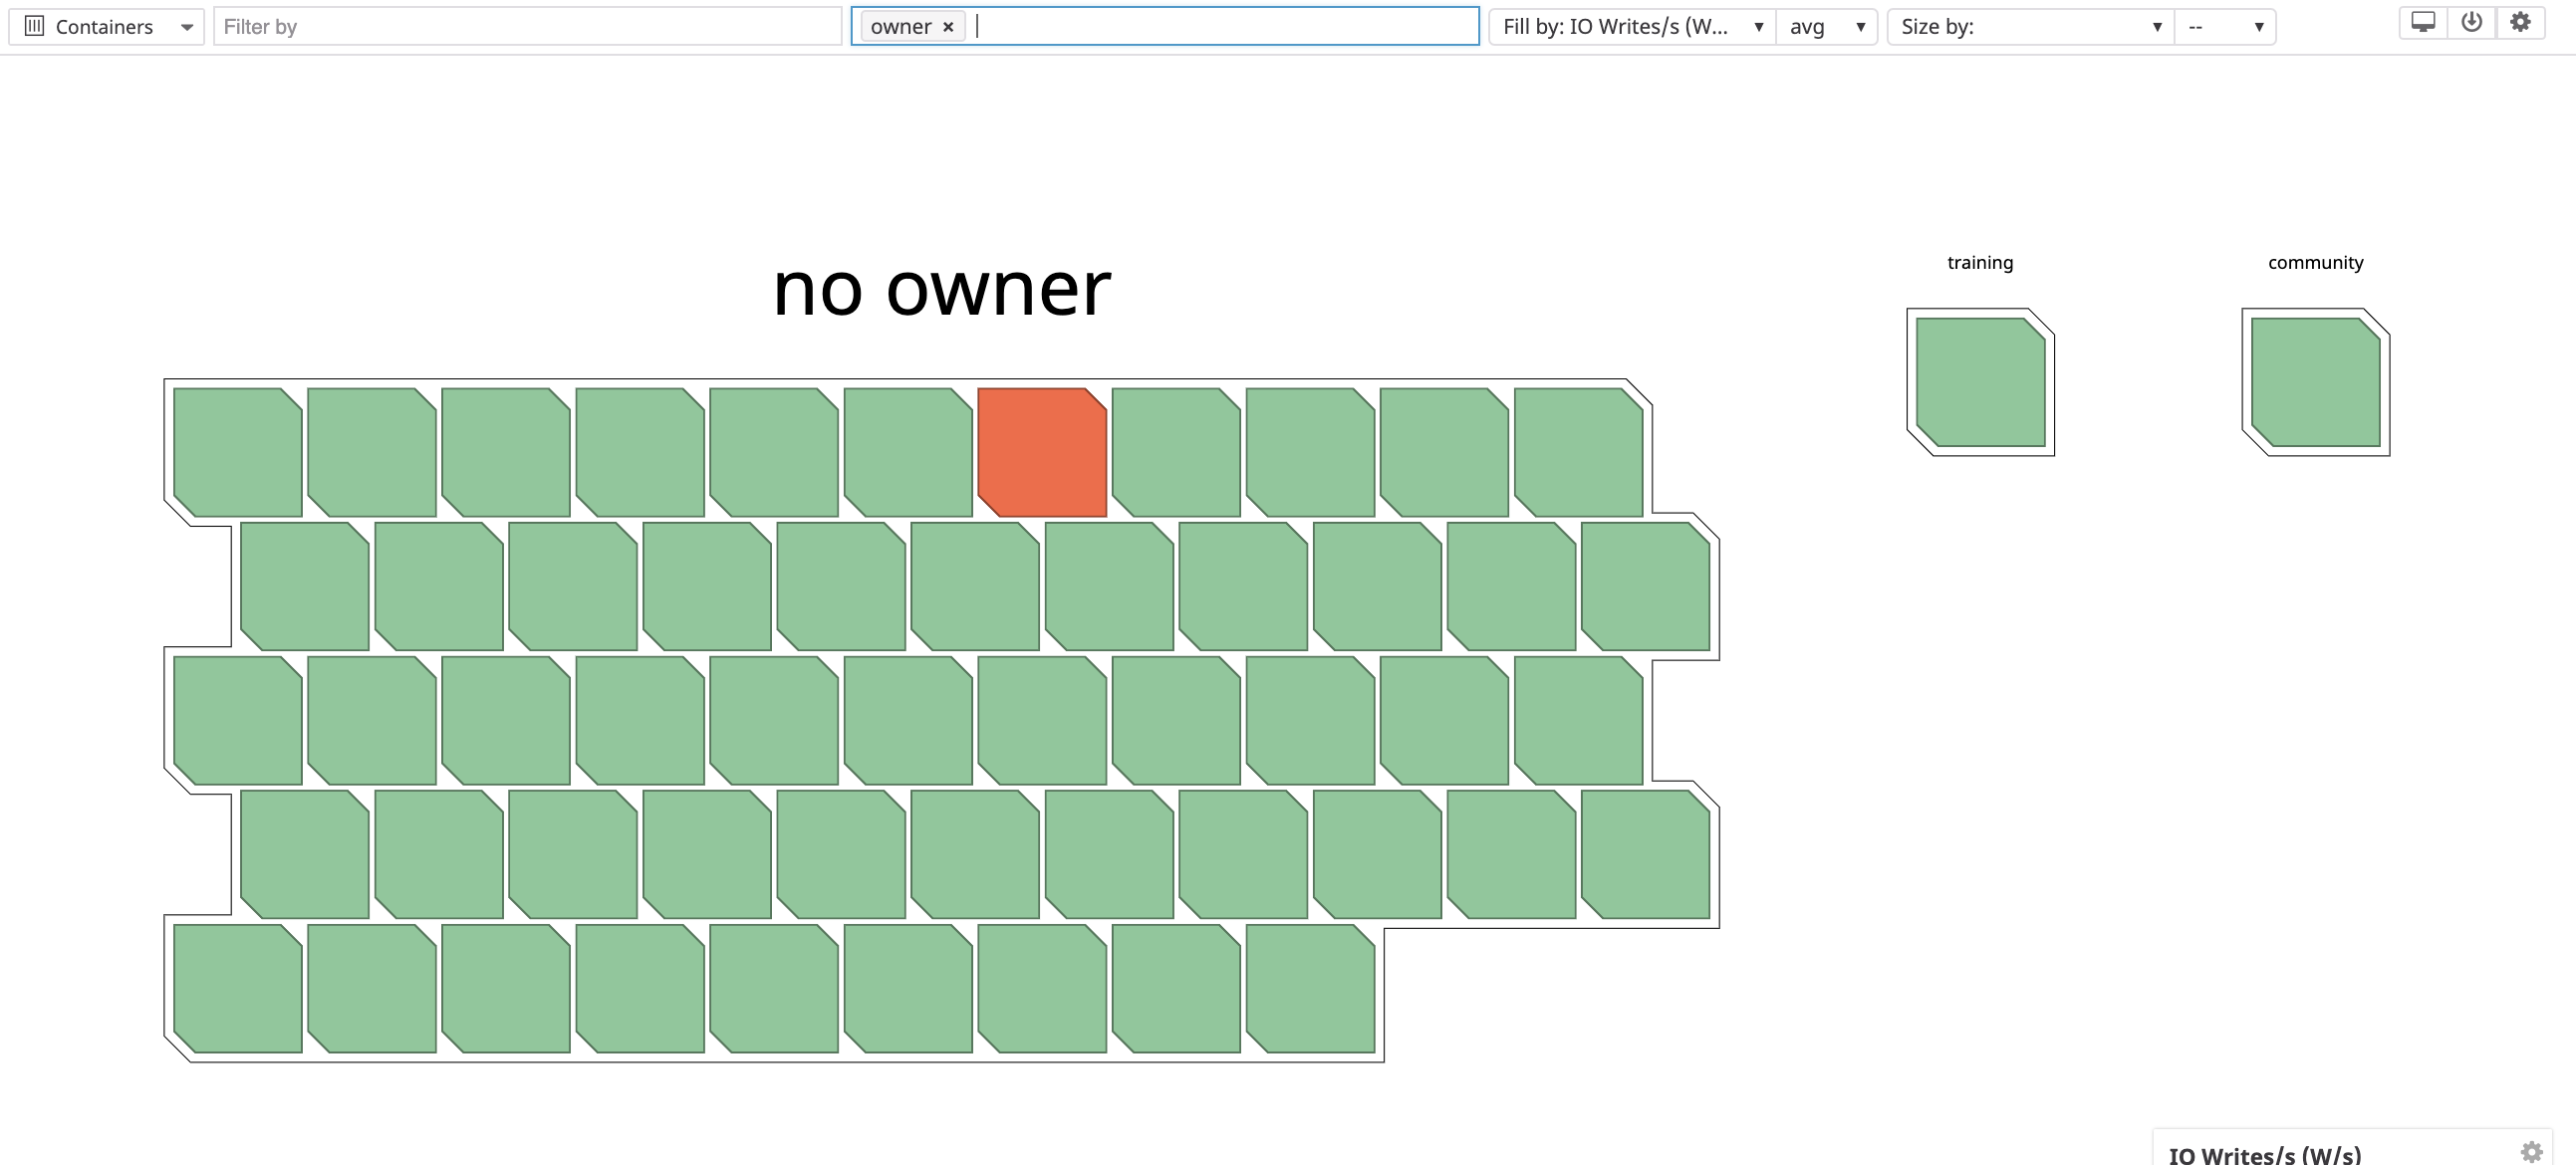 Containers
Filter by
owner ×
Fill by: IO Writes/s (W...
avg
Size by:
--
no owner
training
community
IO Writes/s (W/s)